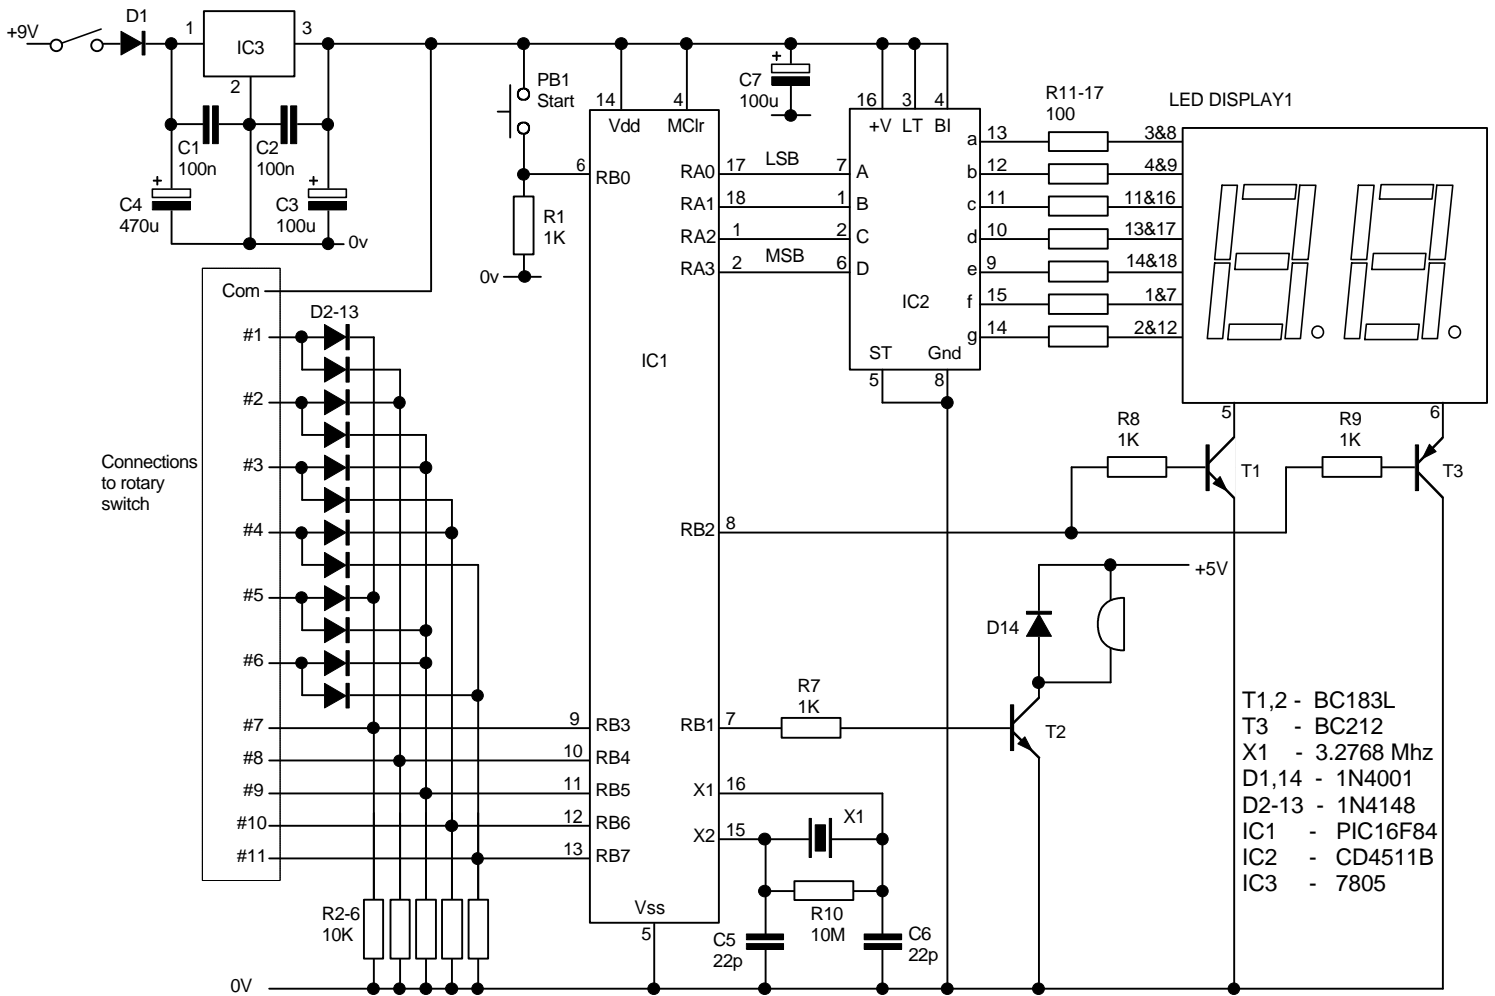 +9V
D1
1
IC3
3
2
C1
100n
C2
100n
C4
470u
C3
100u
0v
PB1
Start
R1
1K
0v
14
4
Vdd
MClr
6
RB0
RA0
17
LSB
7
A
RA1
18
1
B
RA2
1
2
C
RA3
2
MSB
6
D
C7
100u
16
3
4
+V
LT
BI
IC2
a
13
b
12
c
11
d
10
e
9
f
15
g
14
ST
Gnd
5
8
R11-17
100
LED DISPLAY1
3&8
4&9
11&16
13&17
14&18
1&7
2&12
5
6
Com
D2-13
#1
#2
#3
#4
#5
#6
#7
#8
#9
#10
#11
Connections
to rotary
switch
IC1
R8
1K
T1
R9
1K
T3
RB2
8
+5V
D14
R7
1K
RB1
7
T2
9
RB3
10
RB4
11
RB5
12
RB6
13
RB7
X1
16
X2
15
X1
R10
10M
C5
22p
C6
22p
Vss
5
R2-6
10K
0V
T1,2 - BC183L
T3 - BC212
X1 - 3.2768 Mhz
D1,14 - 1N4001
D2-13 - 1N4148
IC1 - PIC16F84
IC2 - CD4511B
IC3 - 7805